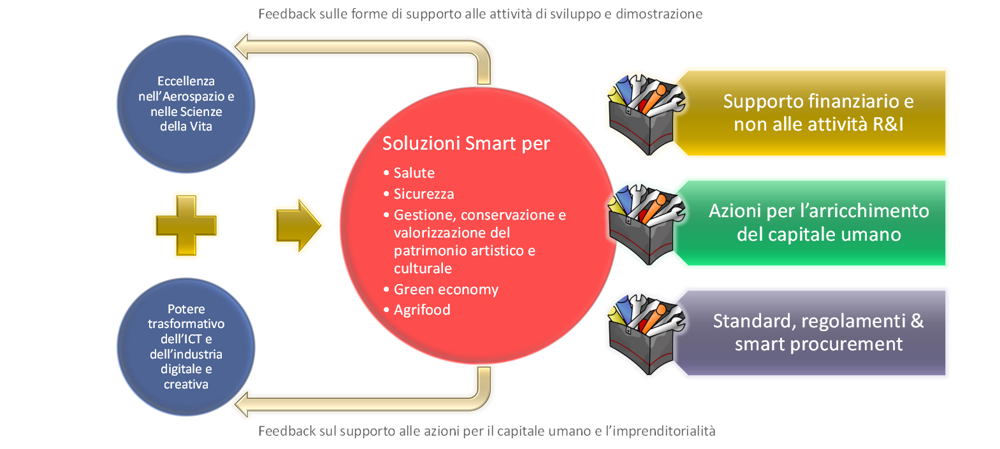 Feedback sulle forme di supporto alle attività di sviluppo e dimostrazione
Eccellenza
nell’Aerospazio e
nelle Scienze
della Vita
Potere
trasformativo
dell’ICT e
dell’industria
digitale e
creativa
Soluzioni Smart per
• Salute
• Sicurezza
• Gestione, conservazione e
valorizzazione del
patrimonio artistico e
culturale
• Green economy
• Agrifood
Supporto finanziario e
non alle attività R&I
Azioni per l’arricchimento
del capitale umano
Standard, regolamenti &
smart procurement
Feedback sul supporto alle azioni per il capitale umano e l’imprenditorialità